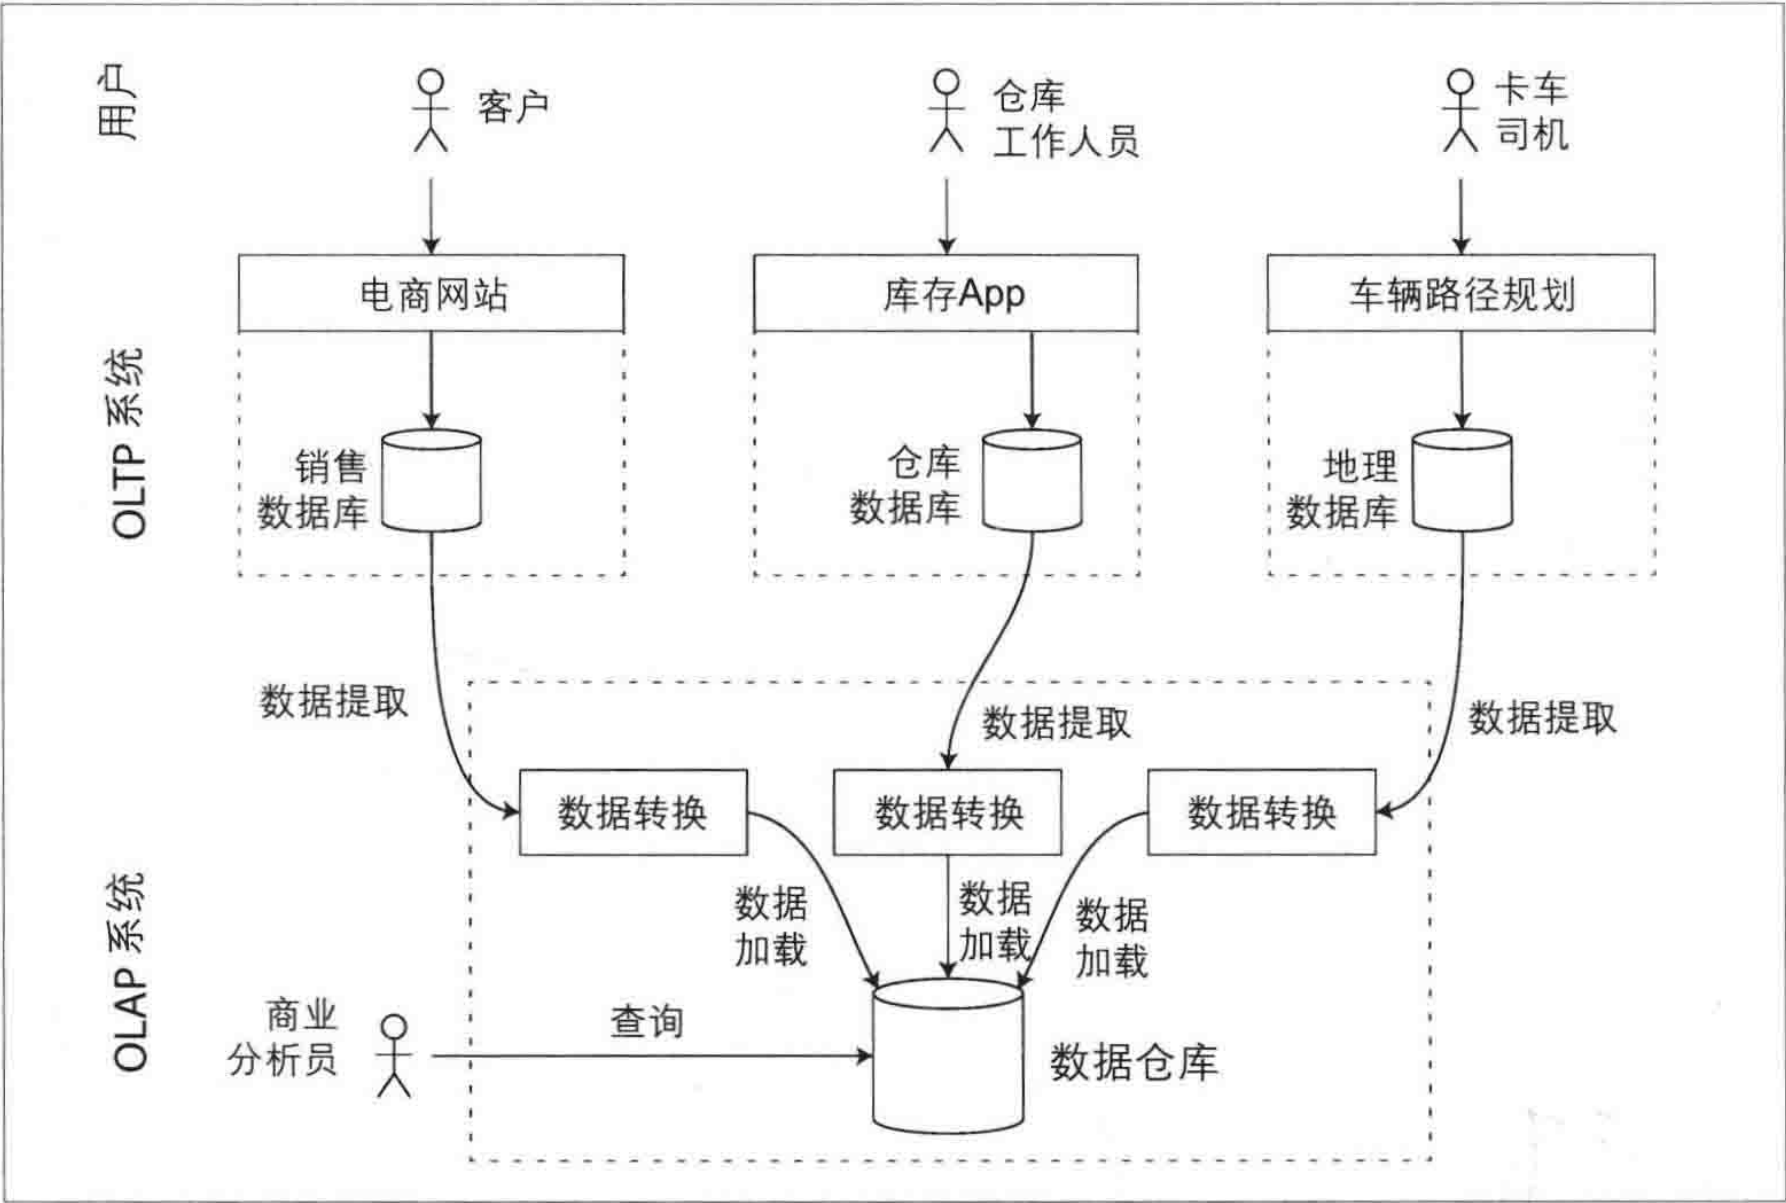 用户
客户
仓库
工作人员
卡车
司机
OLTP 系统
电商网站
库存App
车辆路径规划
销售
数据库
仓库
数据库
地理
数据库
数据提取
数据提取
数据提取
OLAP 系统
数据转换
数据转换
数据转换
数据
加载
数据
加载
数据
加载
商业
分析员
查询
数据仓库